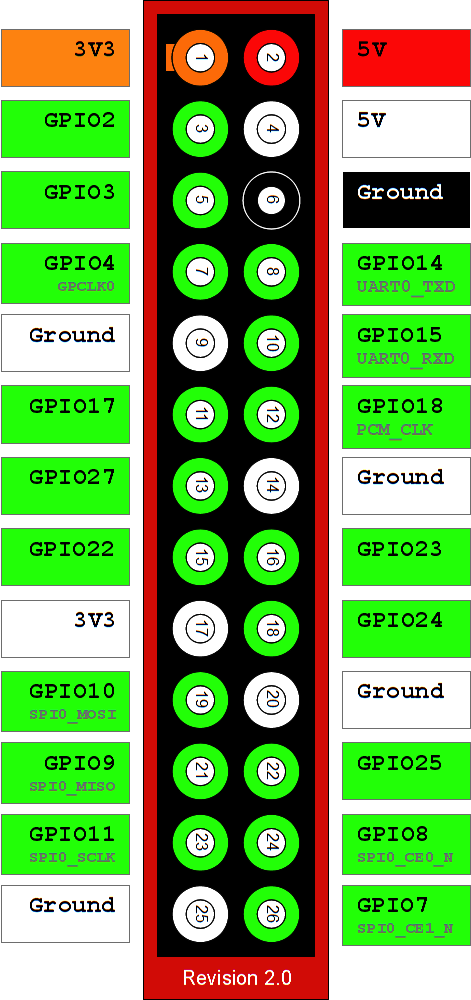 3V3 1 2 5V
GPIO2 3 4 5V
GPIO3 5 6 Ground
GPIO4 7 8 GPIO14
GPCLK0 UART0_TXD
Ground 9 10 GPIO15
UART0_RXD
GPIO17 11 12 GPIO18
PCM_CLK
GPIO27 13 14 Ground
GPIO22 15 16 GPIO23
3V3 17 18 GPIO24
GPIO10 19 20 Ground
SPI0_MOSI
GPIO9 21 22 GPIO25
SPI0_MISO
GPIO11 23 24 GPIO8
SPI0_SCLK SPI0_CE0_N
Ground 25 26 GPIO7
SPI0_CE1_N
Revision 2.0